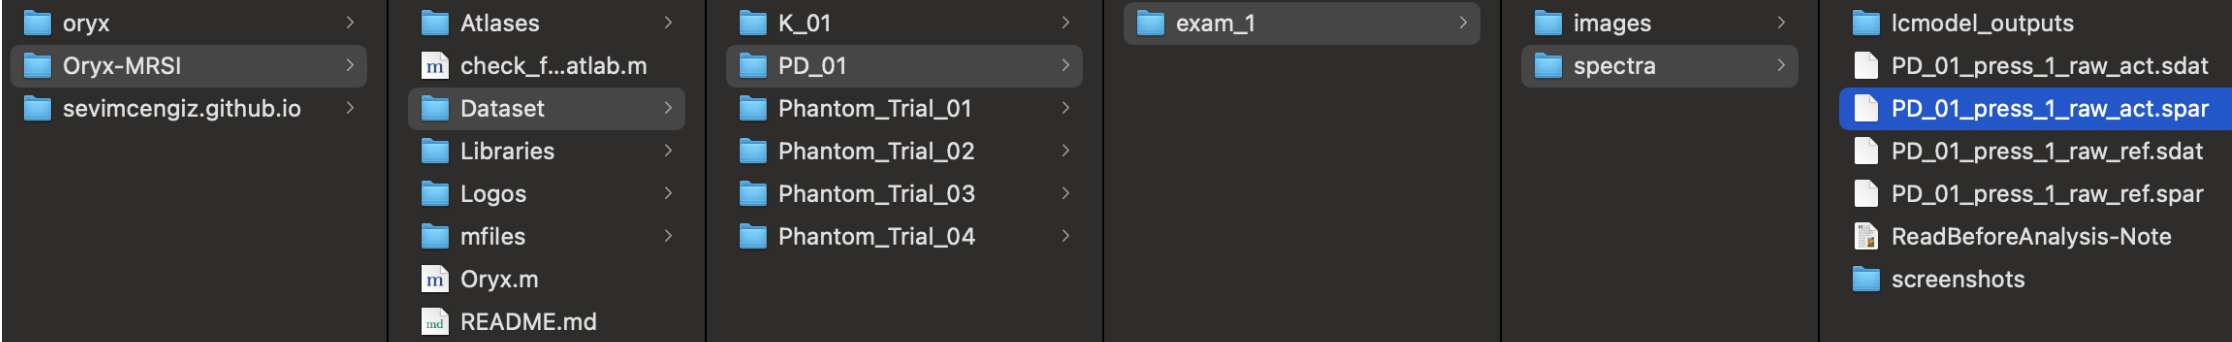 oryx
Oryx-MRSI
sevimcengiz.github.io
Atlases
check_f...atlab.m
Dataset
Libraries
Logos
mfiles
Oryx.m
README.md
K_01
PD_01
Phantom_Trial_01
Phantom_Trial_02
Phantom_Trial_03
Phantom_Trial_04
exam_1
images
spectra
lcmodel_outputs
PD_01_press_1_raw_act.sdat
PD_01_press_1_raw_act.spar
PD_01_press_1_raw_ref.sdat
PD_01_press_1_raw_ref.spar
ReadBeforeAnalysis-Note
screenshots